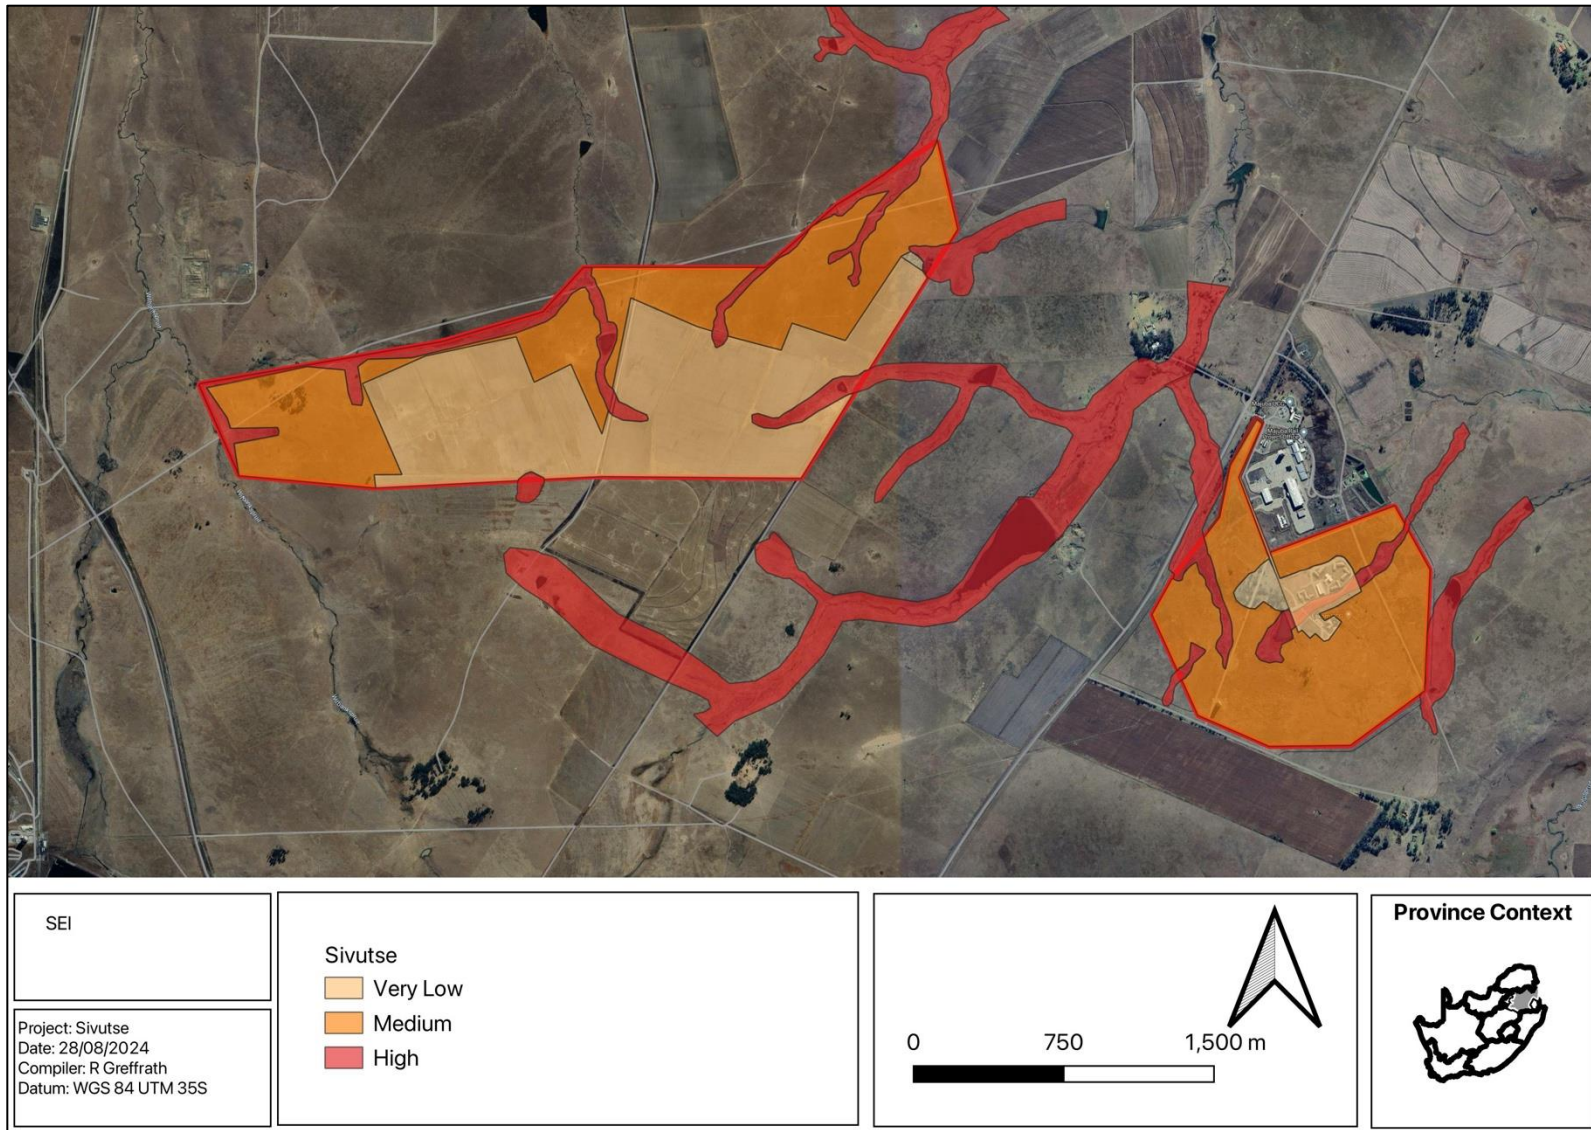 SEI
Project: Sivutse
Date: 28/08/2024
Compiler: R Greffrath
Datum: WGS 84 UTM 35S
Sivutse
Very Low
Medium
High
0 750 1,500 m
Province Context